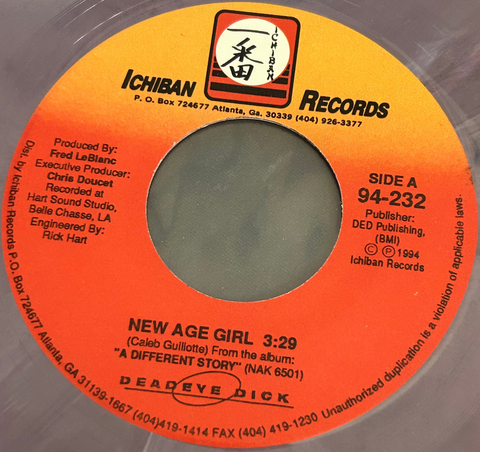 一番
ICHIBAN
ICHIBAN RECORDS
P. O. Box 724677 Atlanta, Ga. 30339 (404) 926-3377
Produced By:
Fred LeBlanc
Executive Producer:
Chris Doucet
Recorded at
Hart Sound Studio,
Belle Chasse, LA
Engineered By:
Rick Hart
SIDE A
94-232
Publisher:
DED Publishing,
(BMI)
© ℗ 1994
Ichiban Records
NEW AGE GIRL 3:29
(Caleb Guillotte) From the album:
"A DIFFERENT STORY" (NAK 6501)
DEADEYE DICK
Dist. by Ichiban Records P.O. Box 724677 Atlanta, GA 31139-1667 (404)419-1414 FAX (404) 419-1230 Unauthorized duplication is a violation of applicable laws.